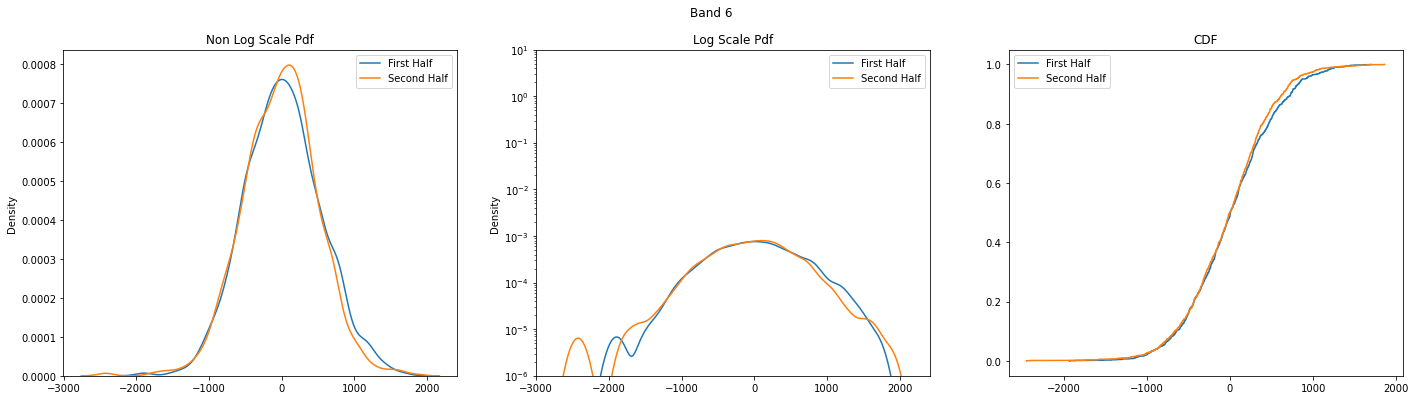 Band 6
Non Log Scale Pdf
First Half
Second Half
0.0008
0.0007
0.0006
0.0005
0.0004
0.0003
0.0002
0.0001
0.0000
Density
−3000 −2000 −1000 0 1000 2000
Log Scale Pdf
First Half
Second Half
10^1
10^0
10^−1
10^−2
10^−3
10^−4
10^−5
10^−6
Density
−3000 −2000 −1000 0 1000 2000
CDF
First Half
Second Half
1.0
0.8
0.6
0.4
0.2
0.0
−2000 −1000 0 1000 2000